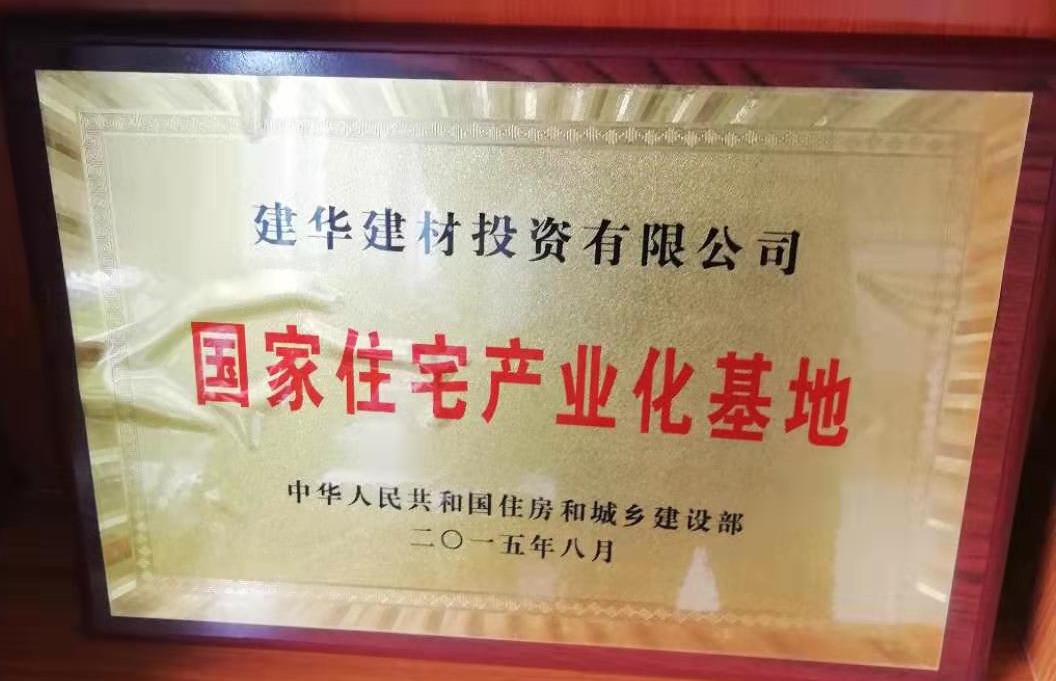 建华建材投资有限公司
国家住宅产业化基地
中华人民共和国住房和城乡建设部
二〇一五年八月